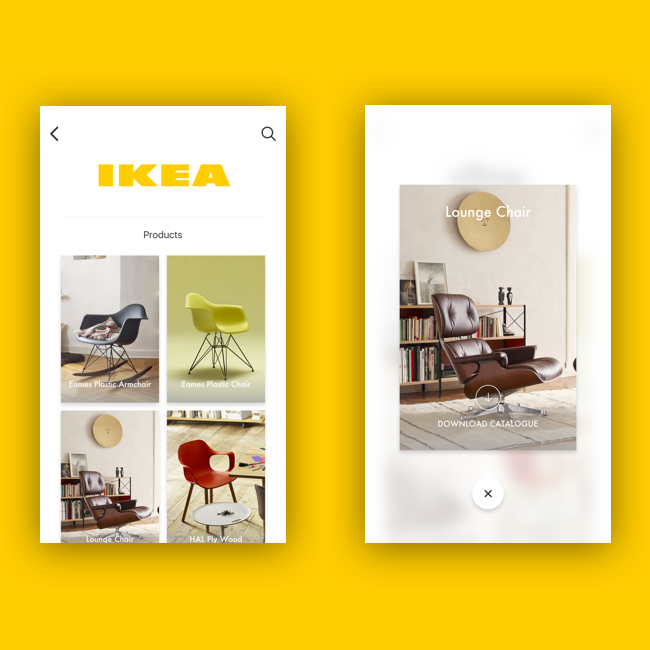 IKEA
Products
Eames Plastic Armchair
Eames Plastic Chair
Lounge Chair
HAL Ply Wood
Lounge Chair
DOWNLOAD CATALOGUE